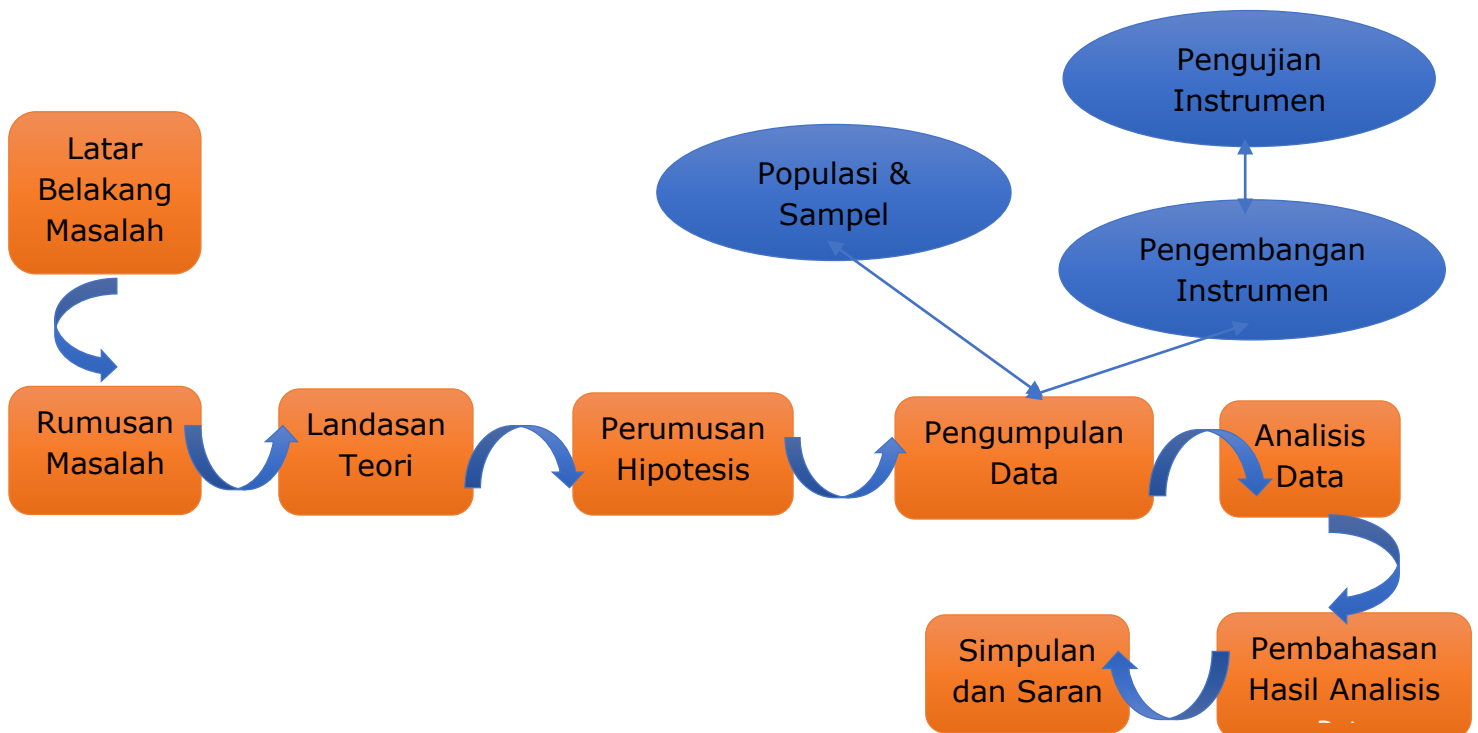 Pengujian
Instrumen
Latar
Belakang
Masalah
Populasi &
Sampel
Pengembangan
Instrumen
Rumusan
Masalah
Landasan
Teori
Perumusan
Hipotesis
Pengumpulan
Data
Analisis
Data
Pembahasan
Hasil Analisis
Simpulan
dan Saran